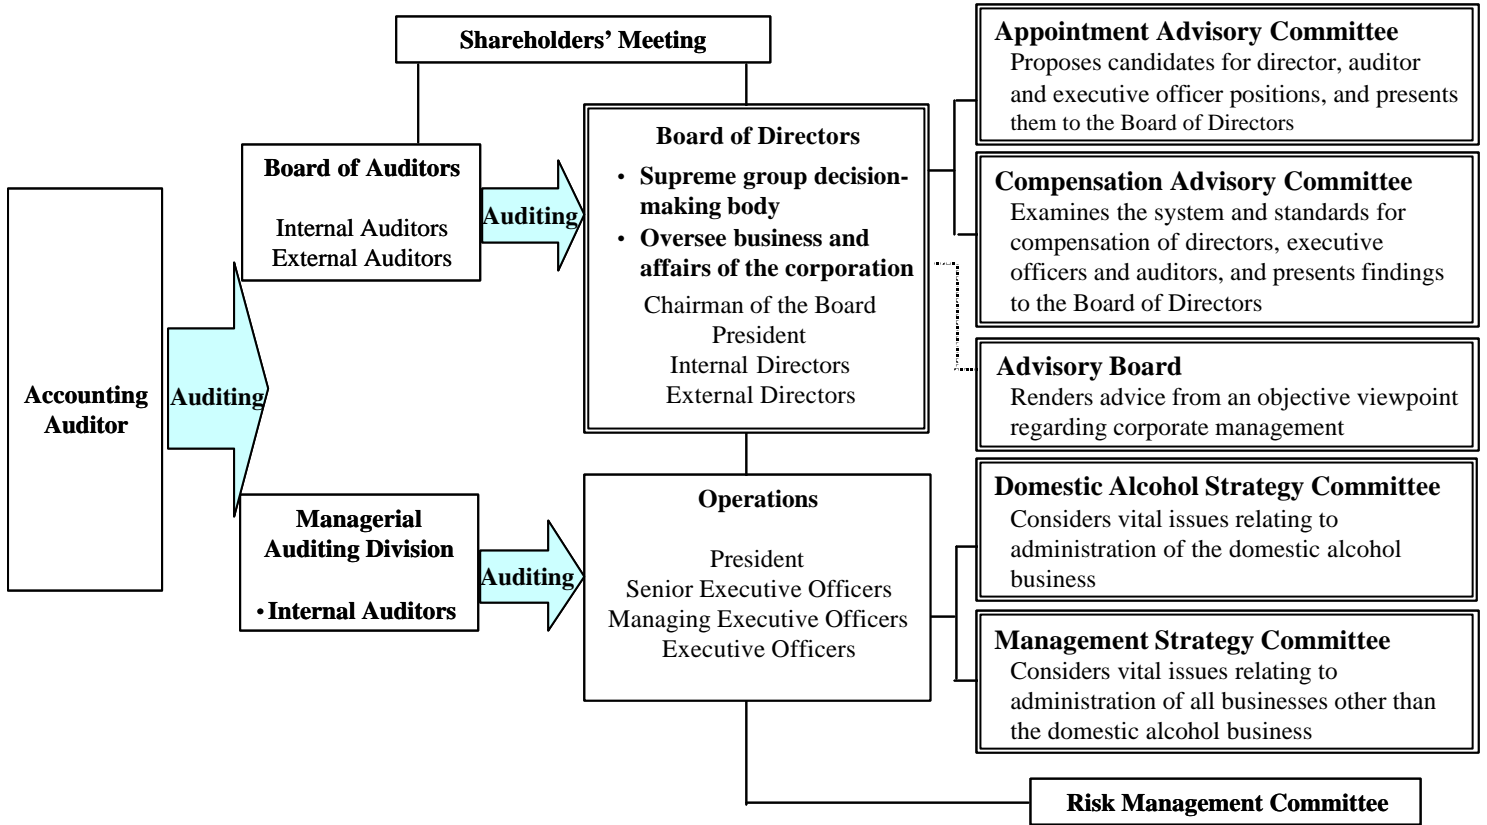 Shareholders' Meeting
Accounting
Auditor
Auditing
Board of Auditors
Internal Auditors
External Auditors
Auditing
Managerial
Auditing Division
・Internal Auditors
Auditing
Board of Directors
・ Supreme group decision-
making body
・ Oversee business and
affairs of the corporation
Chairman of the Board
President
Internal Directors
External Directors
Operations
President
Senior Executive Officers
Managing Executive Officers
Executive Officers
Appointment Advisory Committee
Proposes candidates for director, auditor
and executive officer positions, and presents
them to the Board of Directors
Compensation Advisory Committee
Examines the system and standards for
compensation of directors, executive
officers and auditors, and presents findings
to the Board of Directors
Advisory Board
Renders advice from an objective viewpoint
regarding corporate management
Domestic Alcohol Strategy Committee
Considers vital issues relating to
administration of the domestic alcohol
business
Management Strategy Committee
Considers vital issues relating to
administration of all businesses other than
the domestic alcohol business
Risk Management Committee